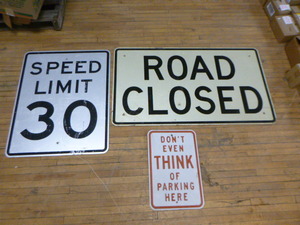 SPEED
LIMIT
30
ROAD
CLOSED
DON'T
EVEN
THINK
OF
PARKING
HERE